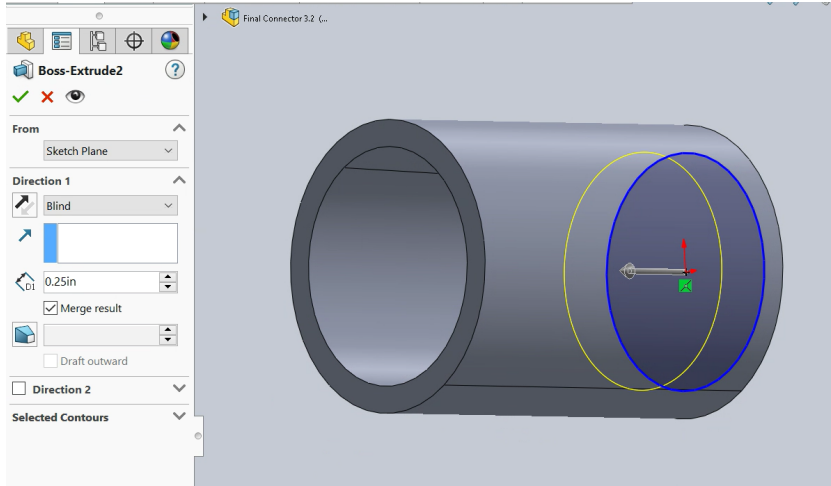 Final Connector 3.2 (...
Boss-Extrude2
?
From
Sketch Plane
Direction 1
Blind
D1
0.25in
Merge result
Draft outward
Direction 2
Selected Contours